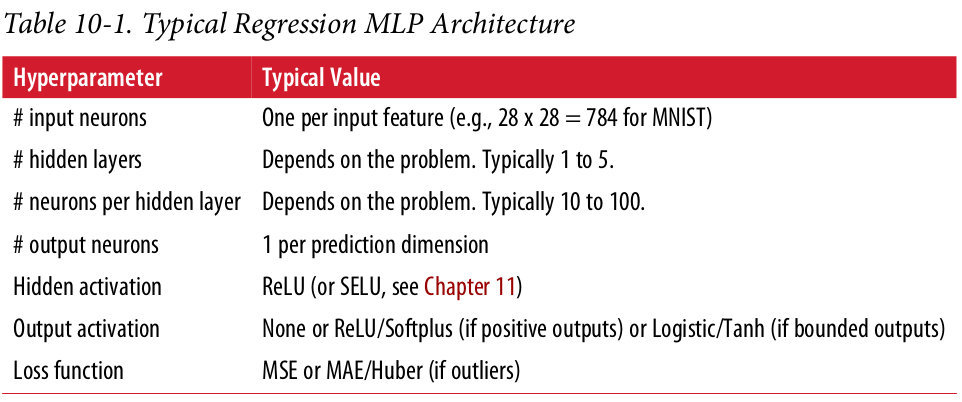 Table 10-1. Typical Regression MLP Architecture
Hyperparameter Typical Value
# input neurons One per input feature (e.g., 28 x 28 = 784 for MNIST)
# hidden layers Depends on the problem. Typically 1 to 5.
# neurons per hidden layer Depends on the problem. Typically 10 to 100.
# output neurons 1 per prediction dimension
Hidden activation ReLU (or SELU, see Chapter 11)
Output activation None or ReLU/Softplus (if positive outputs) or Logistic/Tanh (if bounded outputs)
Loss function MSE or MAE/Huber (if outliers)